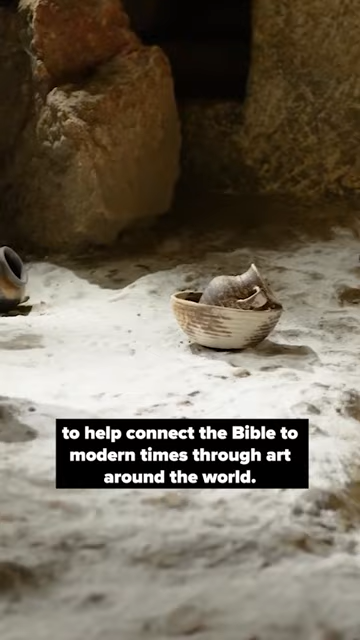 to help connect the Bible to
modern times through art
around the world.